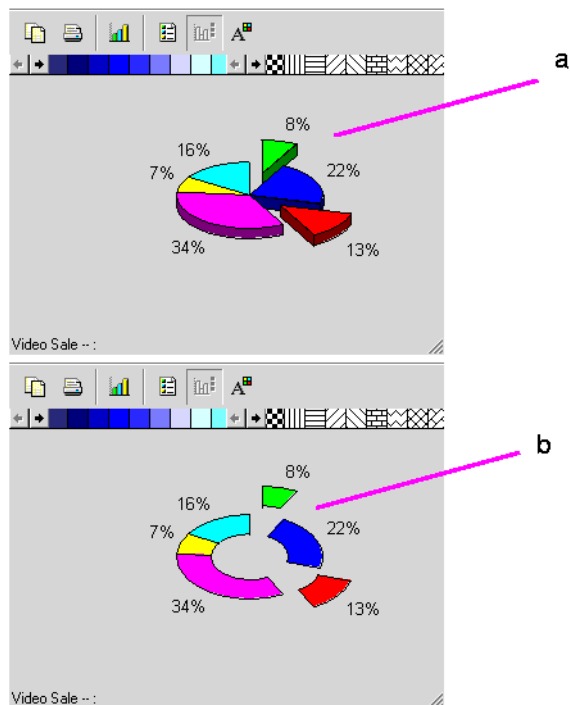 A
a
8%
16%
7%
22%
34%
13%
Video Sale -- :
A
b
8%
16%
7%
22%
34%
13%
Video Sale -- :